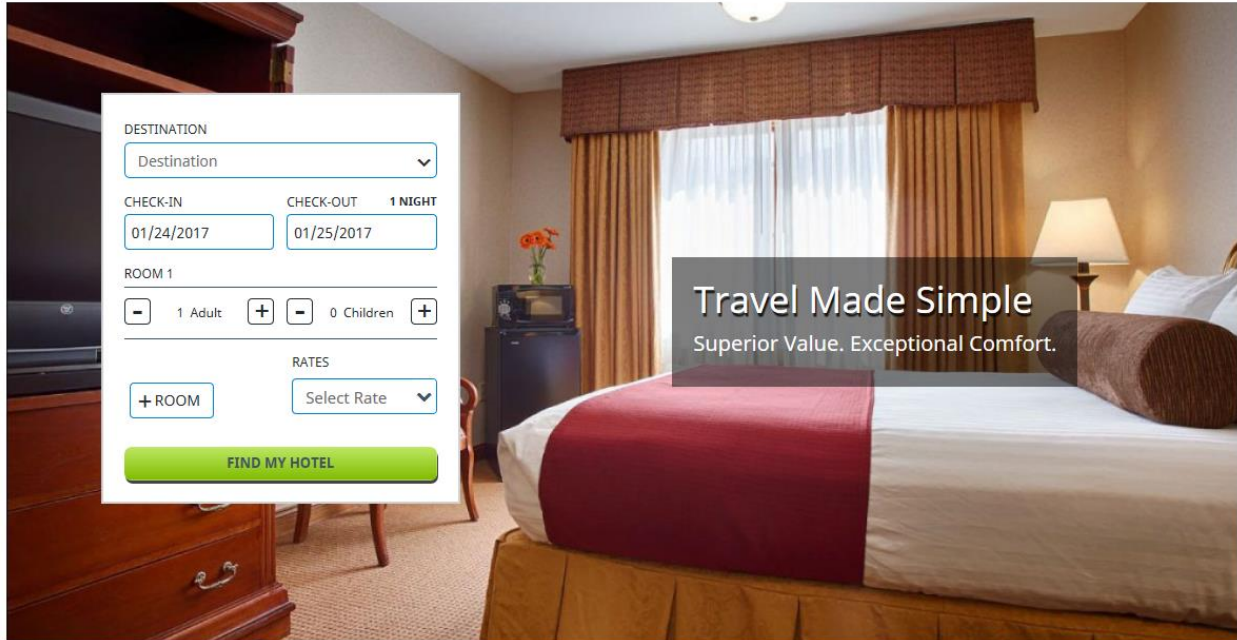 DESTINATION
Destination
CHECK-IN
CHECK-OUT 1 NIGHT
01/24/2017
01/25/2017
ROOM 1
- 1 Adult +
- 0 Children +
RATES
+ROOM
Select Rate
FIND MY HOTEL
Travel Made Simple
Superior Value. Exceptional Comfort.